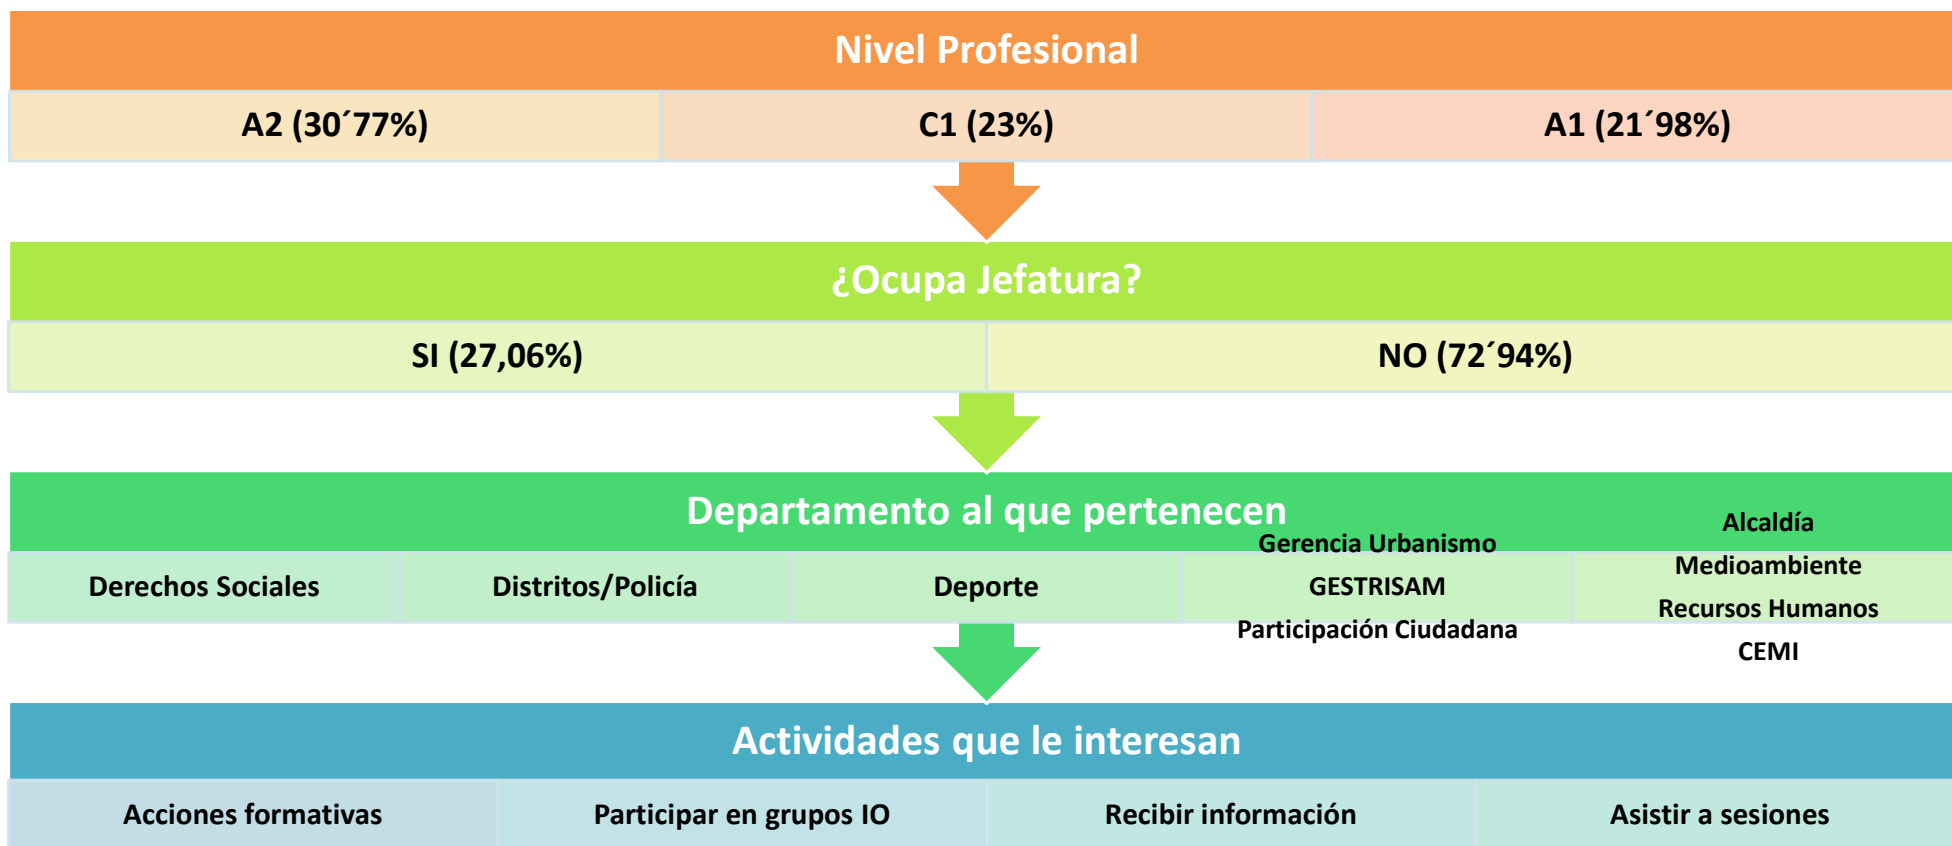 Nivel Profesional
A2 (30´77%)
C1 (23%)
A1 (21´98%)
¿Ocupa Jefatura?
SI (27,06%)
NO (72´94%)
Departamento al que pertenecen
Derechos Sociales
Distritos/Policía
Deporte
Gerencia Urbanismo
GESTRISAM
Participación Ciudadana
Alcaldía
Medioambiente
Recursos Humanos
CEMI
Actividades que le interesan
Acciones formativas
Participar en grupos IO
Recibir información
Asistir a sesiones